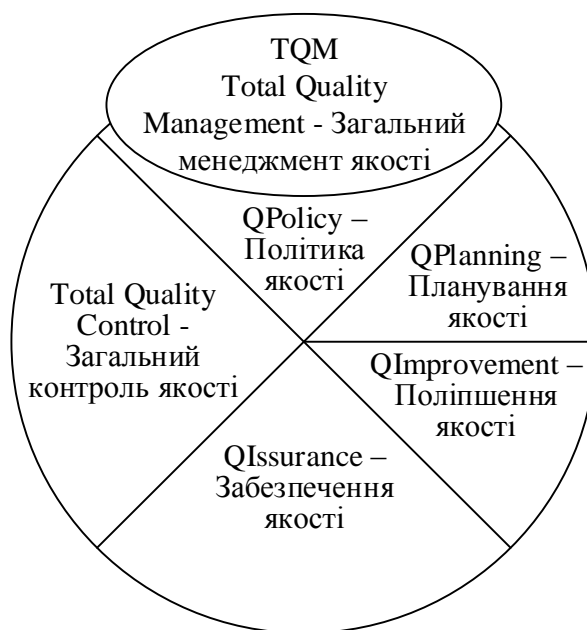 TQM
Total Quality
Management - Загальний
менеджмент якості
QPolicy –
Політика
якості
QPlanning –
Планування
якості
Total Quality
Control -
Загальний
контроль якості
QImprovement –
Поліпшення
якості
QIssurance –
Забезпечення
якості